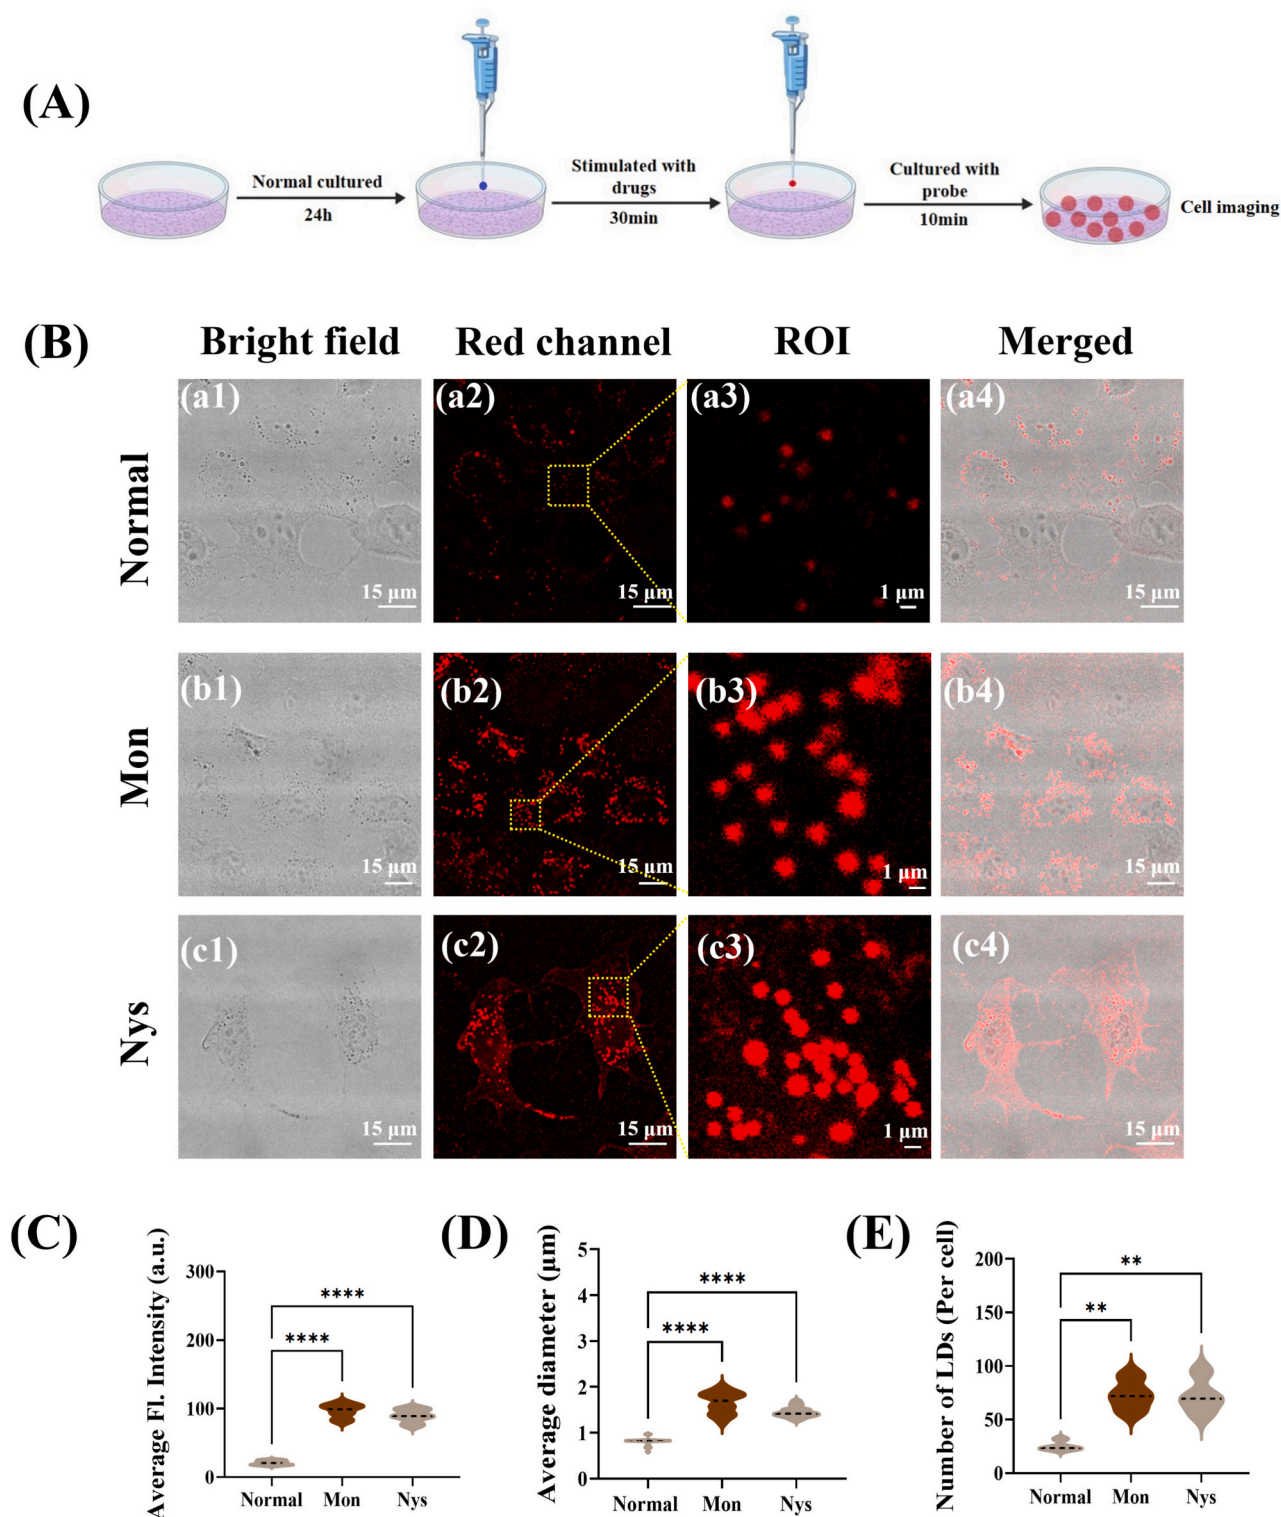 (A)
Normal cultured
24h
Stimulated with
drugs
30min
Cultured with
probe
10min
Cell imaging
(B)
Bright field
Red channel
ROI
Merged
Normal
(a1)
15 μm
(a2)
15 μm
(a3)
1 μm
(a4)
15 μm
Mon
(b1)
15 μm
(b2)
15 μm
(b3)
1 μm
(b4)
15 μm
Nys
(c1)
15 μm
(c2)
15 μm
(c3)
1 μm
(c4)
15 μm
(C)
Average Fl. Intensity (a.u.)
300
200
100
0
****
****
Normal
Mon
Nys
(D)
Average diameter (μm)
5
4
3
2
1
0
****
****
Normal
Mon
Nys
(E)
Number of LDs (Per cell)
200
150
100
50
0
**
**
Normal
Mon
Nys